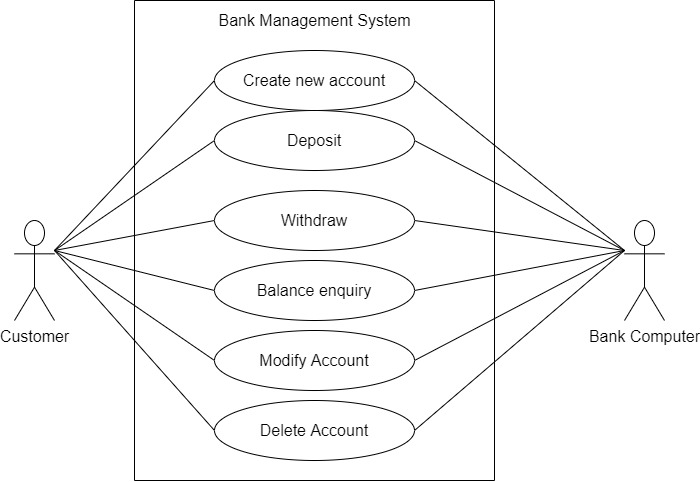 Bank Management System
Create new account
Deposit
Withdraw
Balance enquiry
Customer
Bank Computer
Modify Account
Delete Account